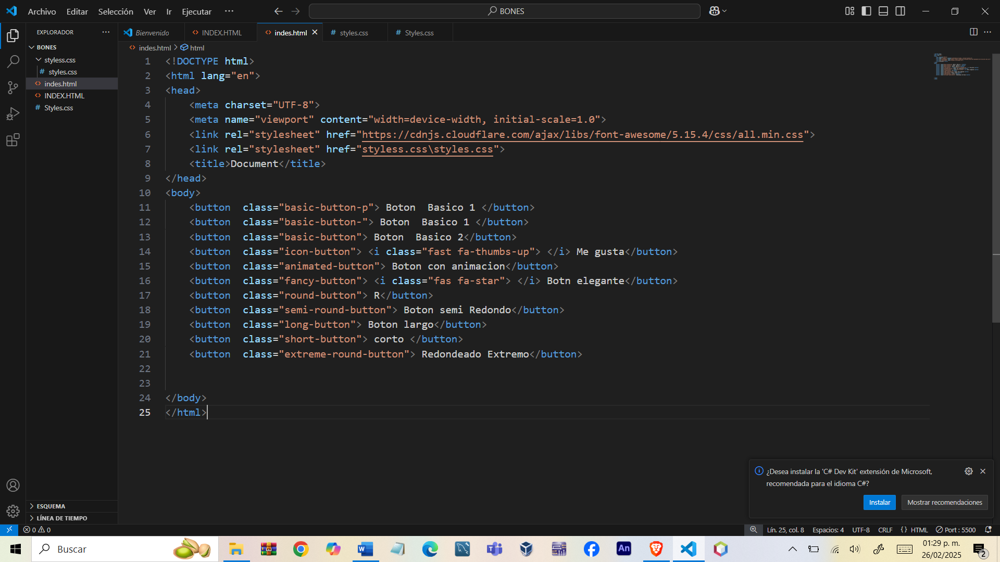 Archivo Editar Selección Ver Ir Ejecutar ··· BONES
EXPLORADOR ···
BONES
styless.css
# styles.css
<> indes.html
<> INDEX.HTML
# Styles.css
ESQUEMA
LÍNEA DE TIEMPO
Bienvenido <> INDEX.HTML <> indes.html # styles.css # Styles.css ···
<> indes.html > html
1 <!DOCTYPE html>
2 <html lang="en">
3 <head>
4     <meta charset="UTF-8">
5     <meta name="viewport" content="width=device-width, initial-scale=1.0">
6     <link rel="stylesheet" href="https://cdnjs.cloudflare.com/ajax/libs/font-awesome/5.15.4/css/all.min.css">
7     <link rel="stylesheet" href="styless.css\styles.css">
8     <title>Document</title>
9 </head>
10 <body>
11     <button  class="basic-button-p"> Boton  Basico 1 </button>
12     <button  class="basic-button-"> Boton  Basico 1 </button>
13     <button  class="basic-button"> Boton  Basico 2</button>
14     <button  class="icon-button"> <i class="fast fa-thumbs-up"> </i> Me gusta</button>
15     <button  class="animated-button"> Boton con animacion</button>
16     <button  class="fancy-button"> <i class="fas fa-star"> </i> Botn elegante</button>
17     <button  class="round-button"> R</button>
18     <button  class="semi-round-button"> Boton semi Redondo</button>
19     <button  class="long-button"> Boton largo</button>
20     <button  class="short-button"> corto </button>
21     <button  class="extreme-round-button"> Redondeado Extremo</button>
22
23
24 </body>
25 </html>
¿Desea instalar la 'C# Dev Kit' extensión de Microsoft,
recomendada para el idioma C#?
Instalar Mostrar recomendaciones
0 0 Lín. 25, col. 8 Espacios: 4 UTF-8 CRLF {} HTML Port : 5500
Buscar
W
An
01:29 p. m.
26/02/2025
2